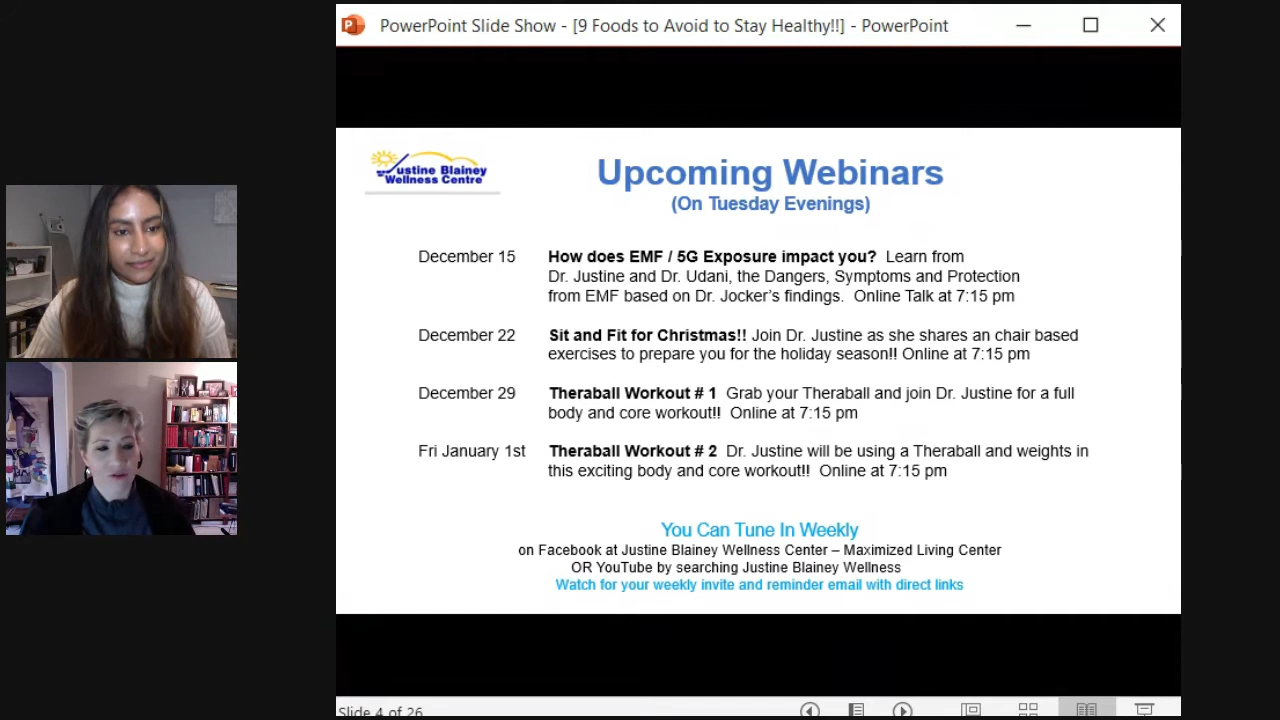 PowerPoint Slide Show - [9 Foods to Avoid to Stay Healthy!!] - PowerPoint
Justine Blainey
Wellness Centre
Upcoming Webinars
(On Tuesday Evenings)
December 15 How does EMF / 5G Exposure impact you? Learn from
Dr. Justine and Dr. Udani, the Dangers, Symptoms and Protection
from EMF based on Dr. Jocker's findings. Online Talk at 7:15 pm
December 22 Sit and Fit for Christmas!! Join Dr. Justine as she shares an chair based
exercises to prepare you for the holiday season!! Online at 7:15 pm
December 29 Theraball Workout # 1 Grab your Theraball and join Dr. Justine for a full
body and core workout!! Online at 7:15 pm
Fri January 1st Theraball Workout # 2 Dr. Justine will be using a Theraball and weights in
this exciting body and core workout!! Online at 7:15 pm
You Can Tune In Weekly
on Facebook at Justine Blainey Wellness Center – Maximized Living Center
OR YouTube by searching Justine Blainey Wellness
Watch for your weekly invite and reminder email with direct links
Slide 4 of 26